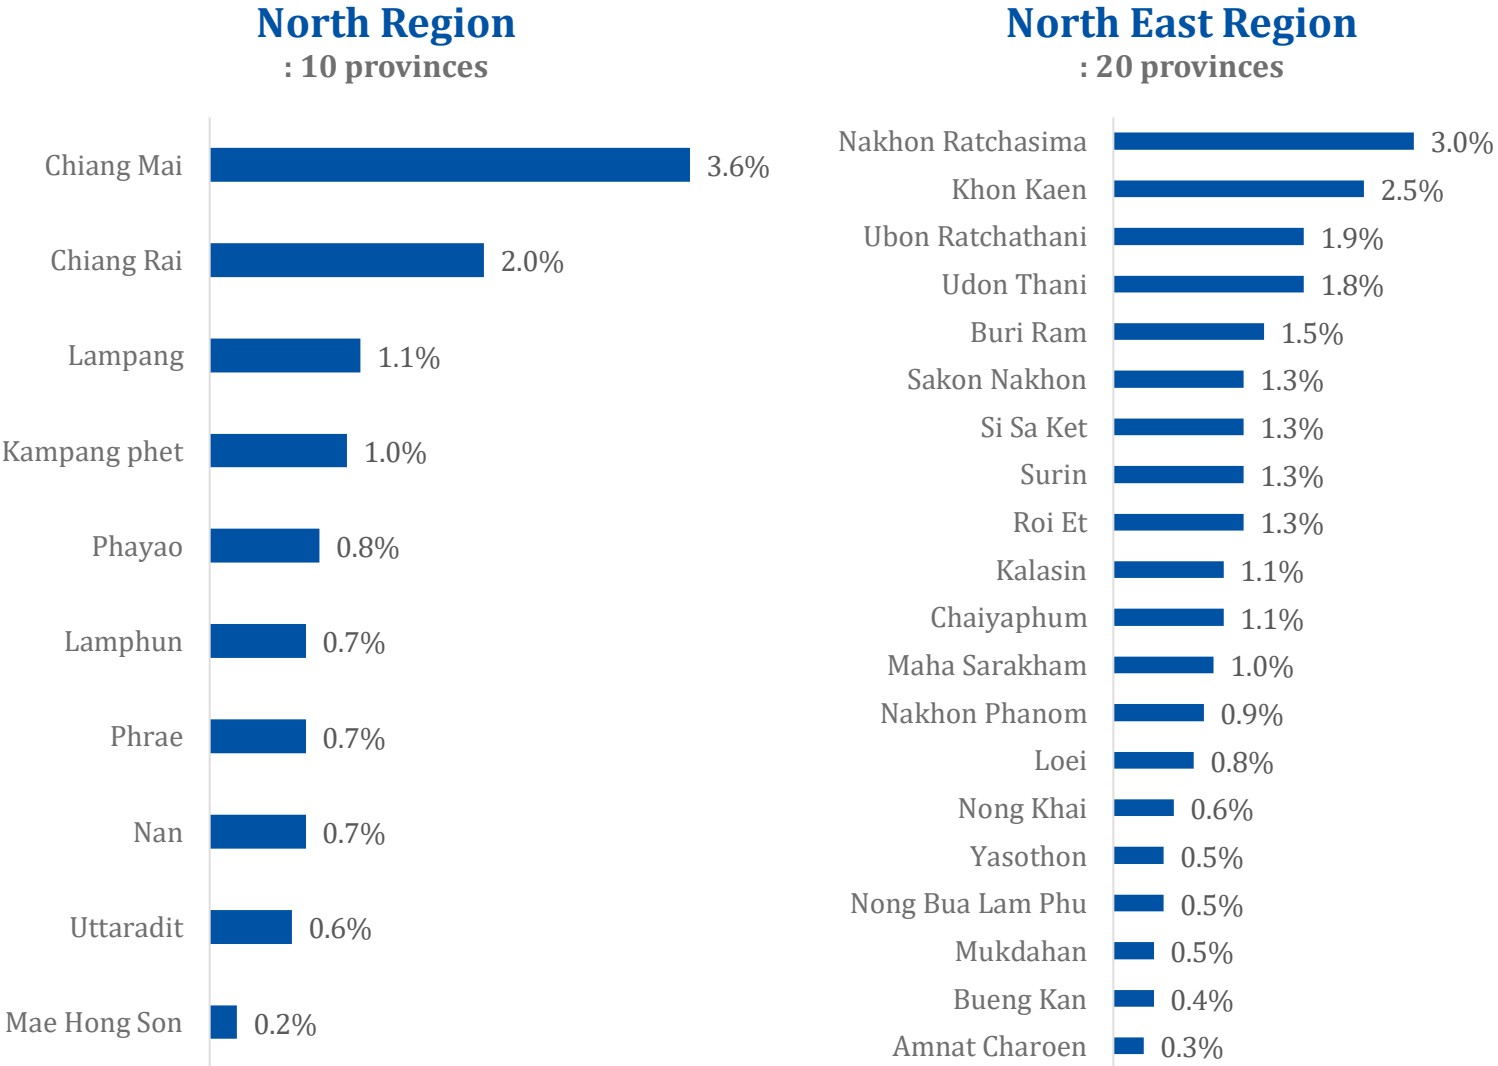 North Region
: 10 provinces
Chiang Mai 3.6%
Chiang Rai 2.0%
Lampang 1.1%
Kampang phet 1.0%
Phayao 0.8%
Lamphun 0.7%
Phrae 0.7%
Nan 0.7%
Uttaradit 0.6%
Mae Hong Son 0.2%
North East Region
: 20 provinces
Nakhon Ratchasima 3.0%
Khon Kaen 2.5%
Ubon Ratchathani 1.9%
Udon Thani 1.8%
Buri Ram 1.5%
Sakon Nakhon 1.3%
Si Sa Ket 1.3%
Surin 1.3%
Roi Et 1.3%
Kalasin 1.1%
Chaiyaphum 1.1%
Maha Sarakham 1.0%
Nakhon Phanom 0.9%
Loei 0.8%
Nong Khai 0.6%
Yasothon 0.5%
Nong Bua Lam Phu 0.5%
Mukdahan 0.5%
Bueng Kan 0.4%
Amnat Charoen 0.3%